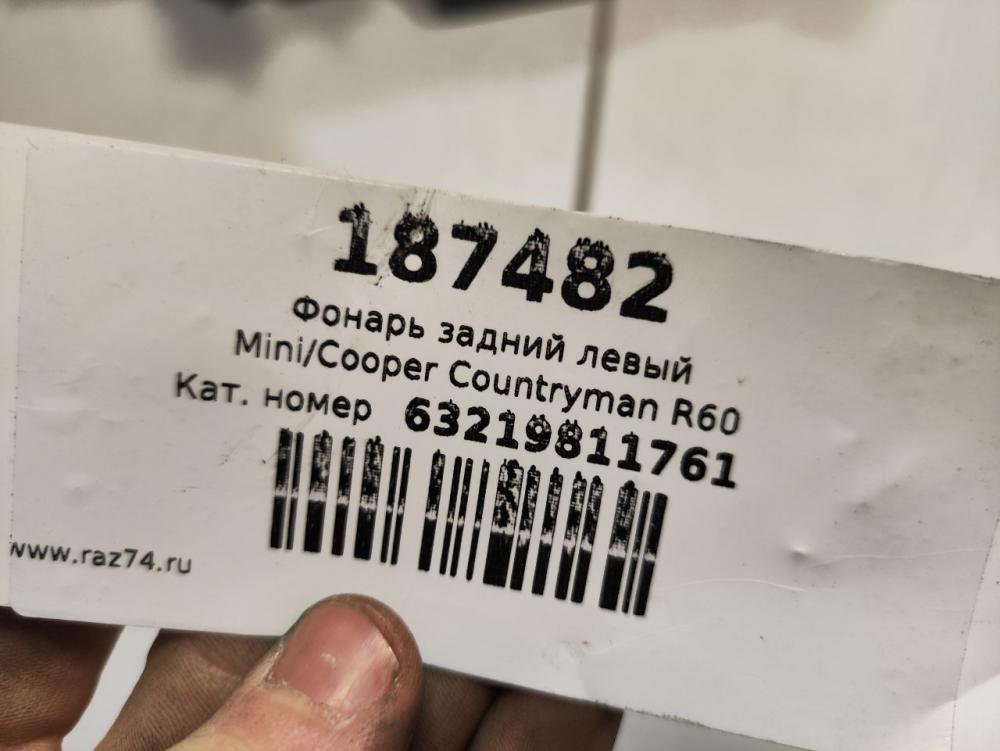 187482
Фонарь задний левый
Mini/Cooper Countryman R60
Кат. номер 63219811761
www.raz74.ru